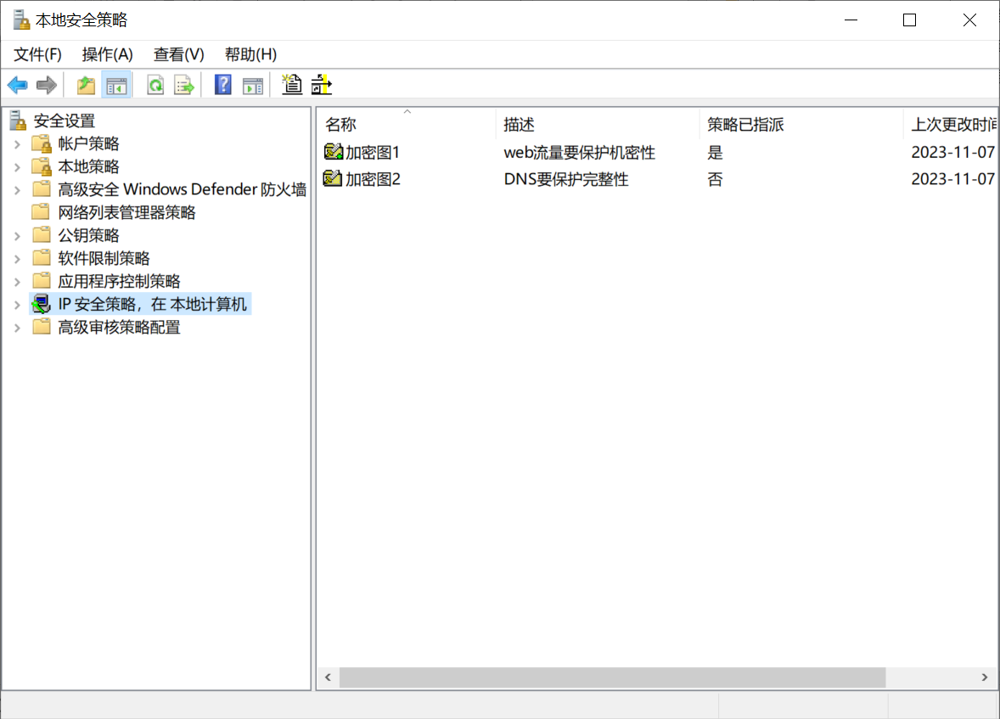 本地安全策略
文件(F) 操作(A) 查看(V) 帮助(H)
安全设置
帐户策略
本地策略
高级安全 Windows Defender 防火墙
网络列表管理器策略
公钥策略
软件限制策略
应用程序控制策略
IP 安全策略，在 本地计算机
高级审核策略配置
名称 描述 策略已指派 上次更改时间
加密图1 web流量要保护机密性 是 2023-11-07
加密图2 DNS要保护完整性 否 2023-11-07